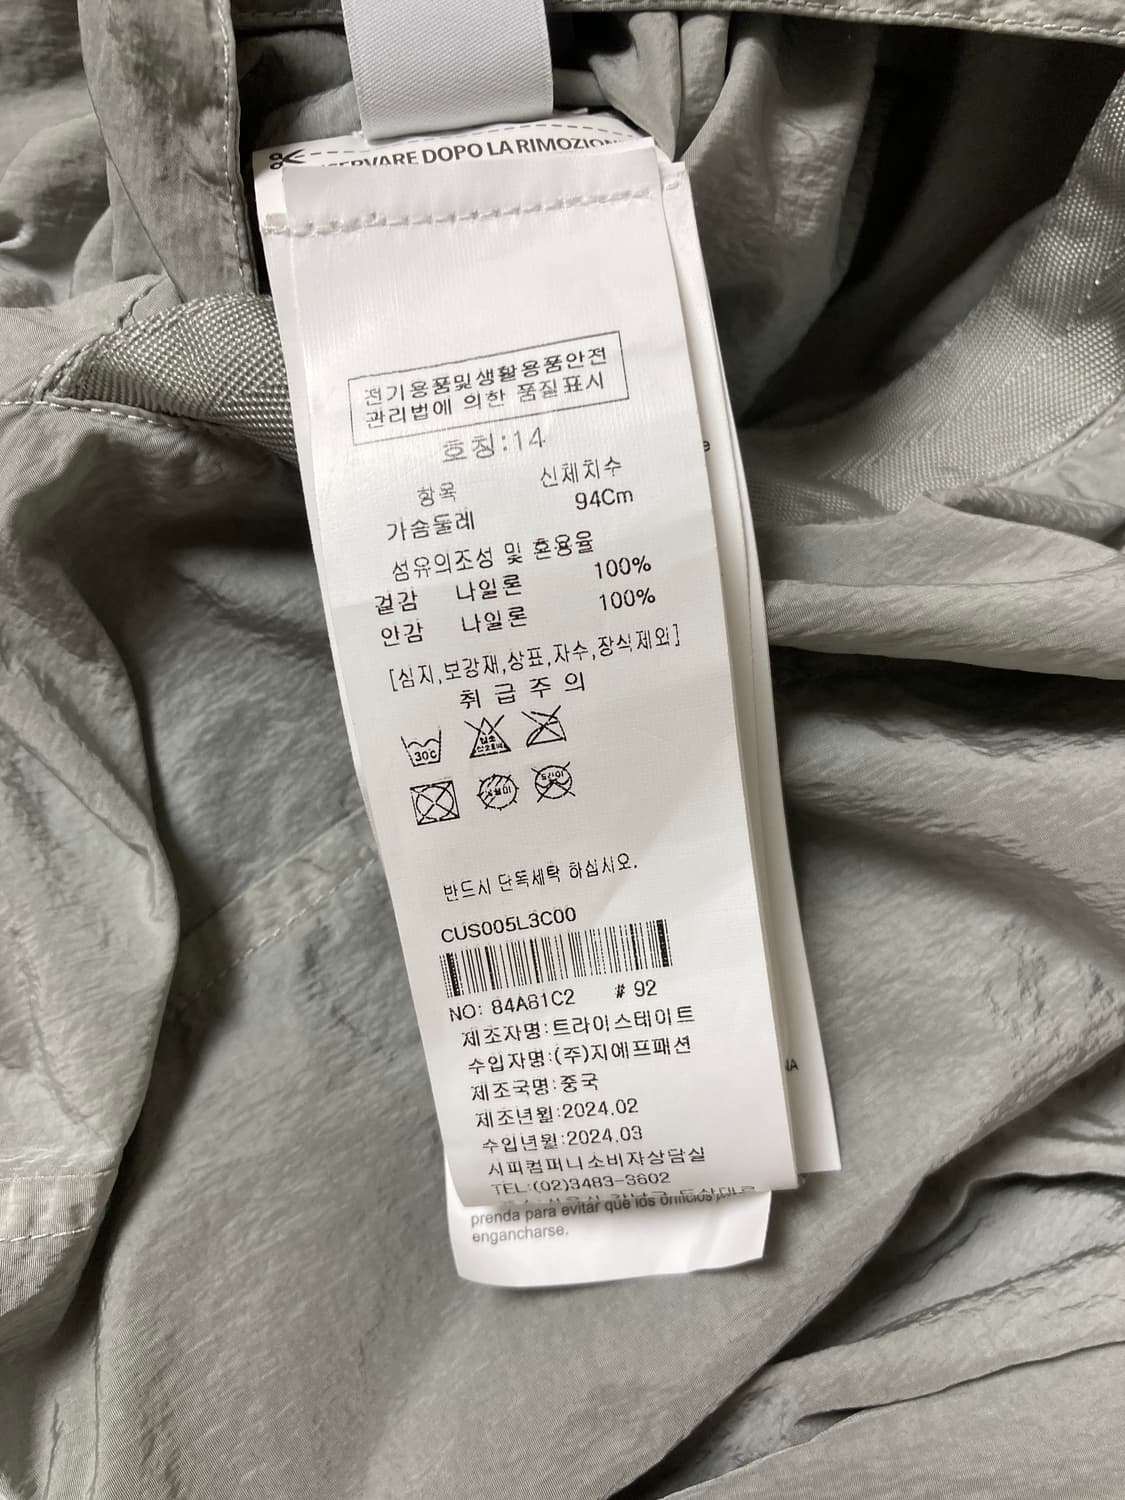 SERVARE DOPO LA RIMOZION
전기용품및생활용품안전
관리법에 의한 품질표시
호칭:14
항목 신체치수
가슴둘레 94Cm
섬유의조성 및 혼용율
겉감 나일론 100%
안감 나일론 100%
[심지,보강재,상표,자수,장식제외]
취 급 주 의
30℃
반드시 단독세탁 하십시오.
CUS005L3C00
NO: 84A61C2 # 92
제조자명:트라이스테이트
수입자명:(주)지에프패션
제조국명:중국
제조년월:2024.02
수입년월:2024.03
시피컴퍼니소비자상담실
TEL:(02)3483-3602
prenda para evitar que los orificios
engancharse.